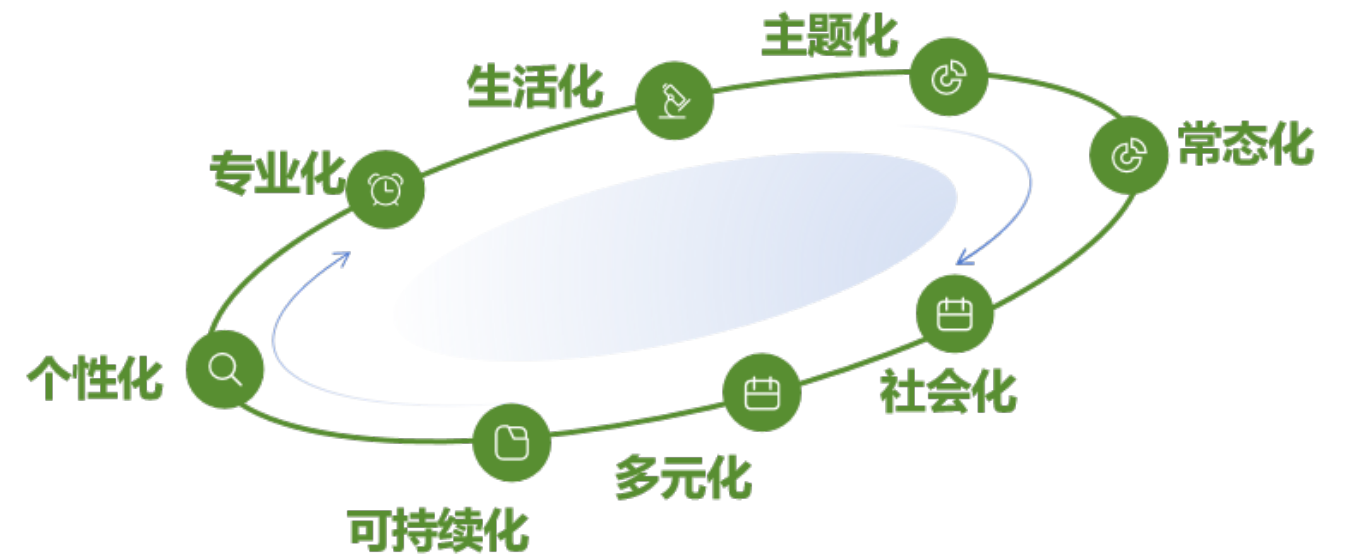 主题化
生活化
常态化
专业化
个性化
社会化
多元化
可持续化